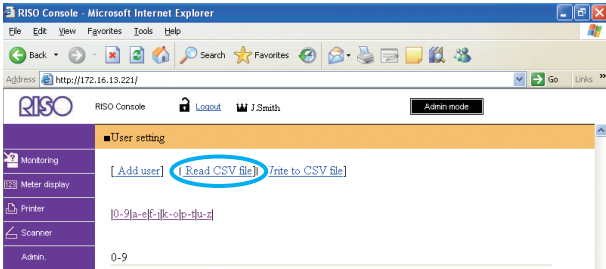 RISO Console - Microsoft Internet Explorer
File Edit View Favorites Tools Help
Back Search Favorites
Address http://172.16.13.221/ Go Links »
RISO RISO Console Logout J.Smith Admin mode
■User setting
Monitoring
[ Add user] [ Read CSV file] [ Write to CSV file]
123 Meter display
Printer
|0-9|a-e|f-j|k-o|p-t|u-z|
Scanner
Admin.
0-9